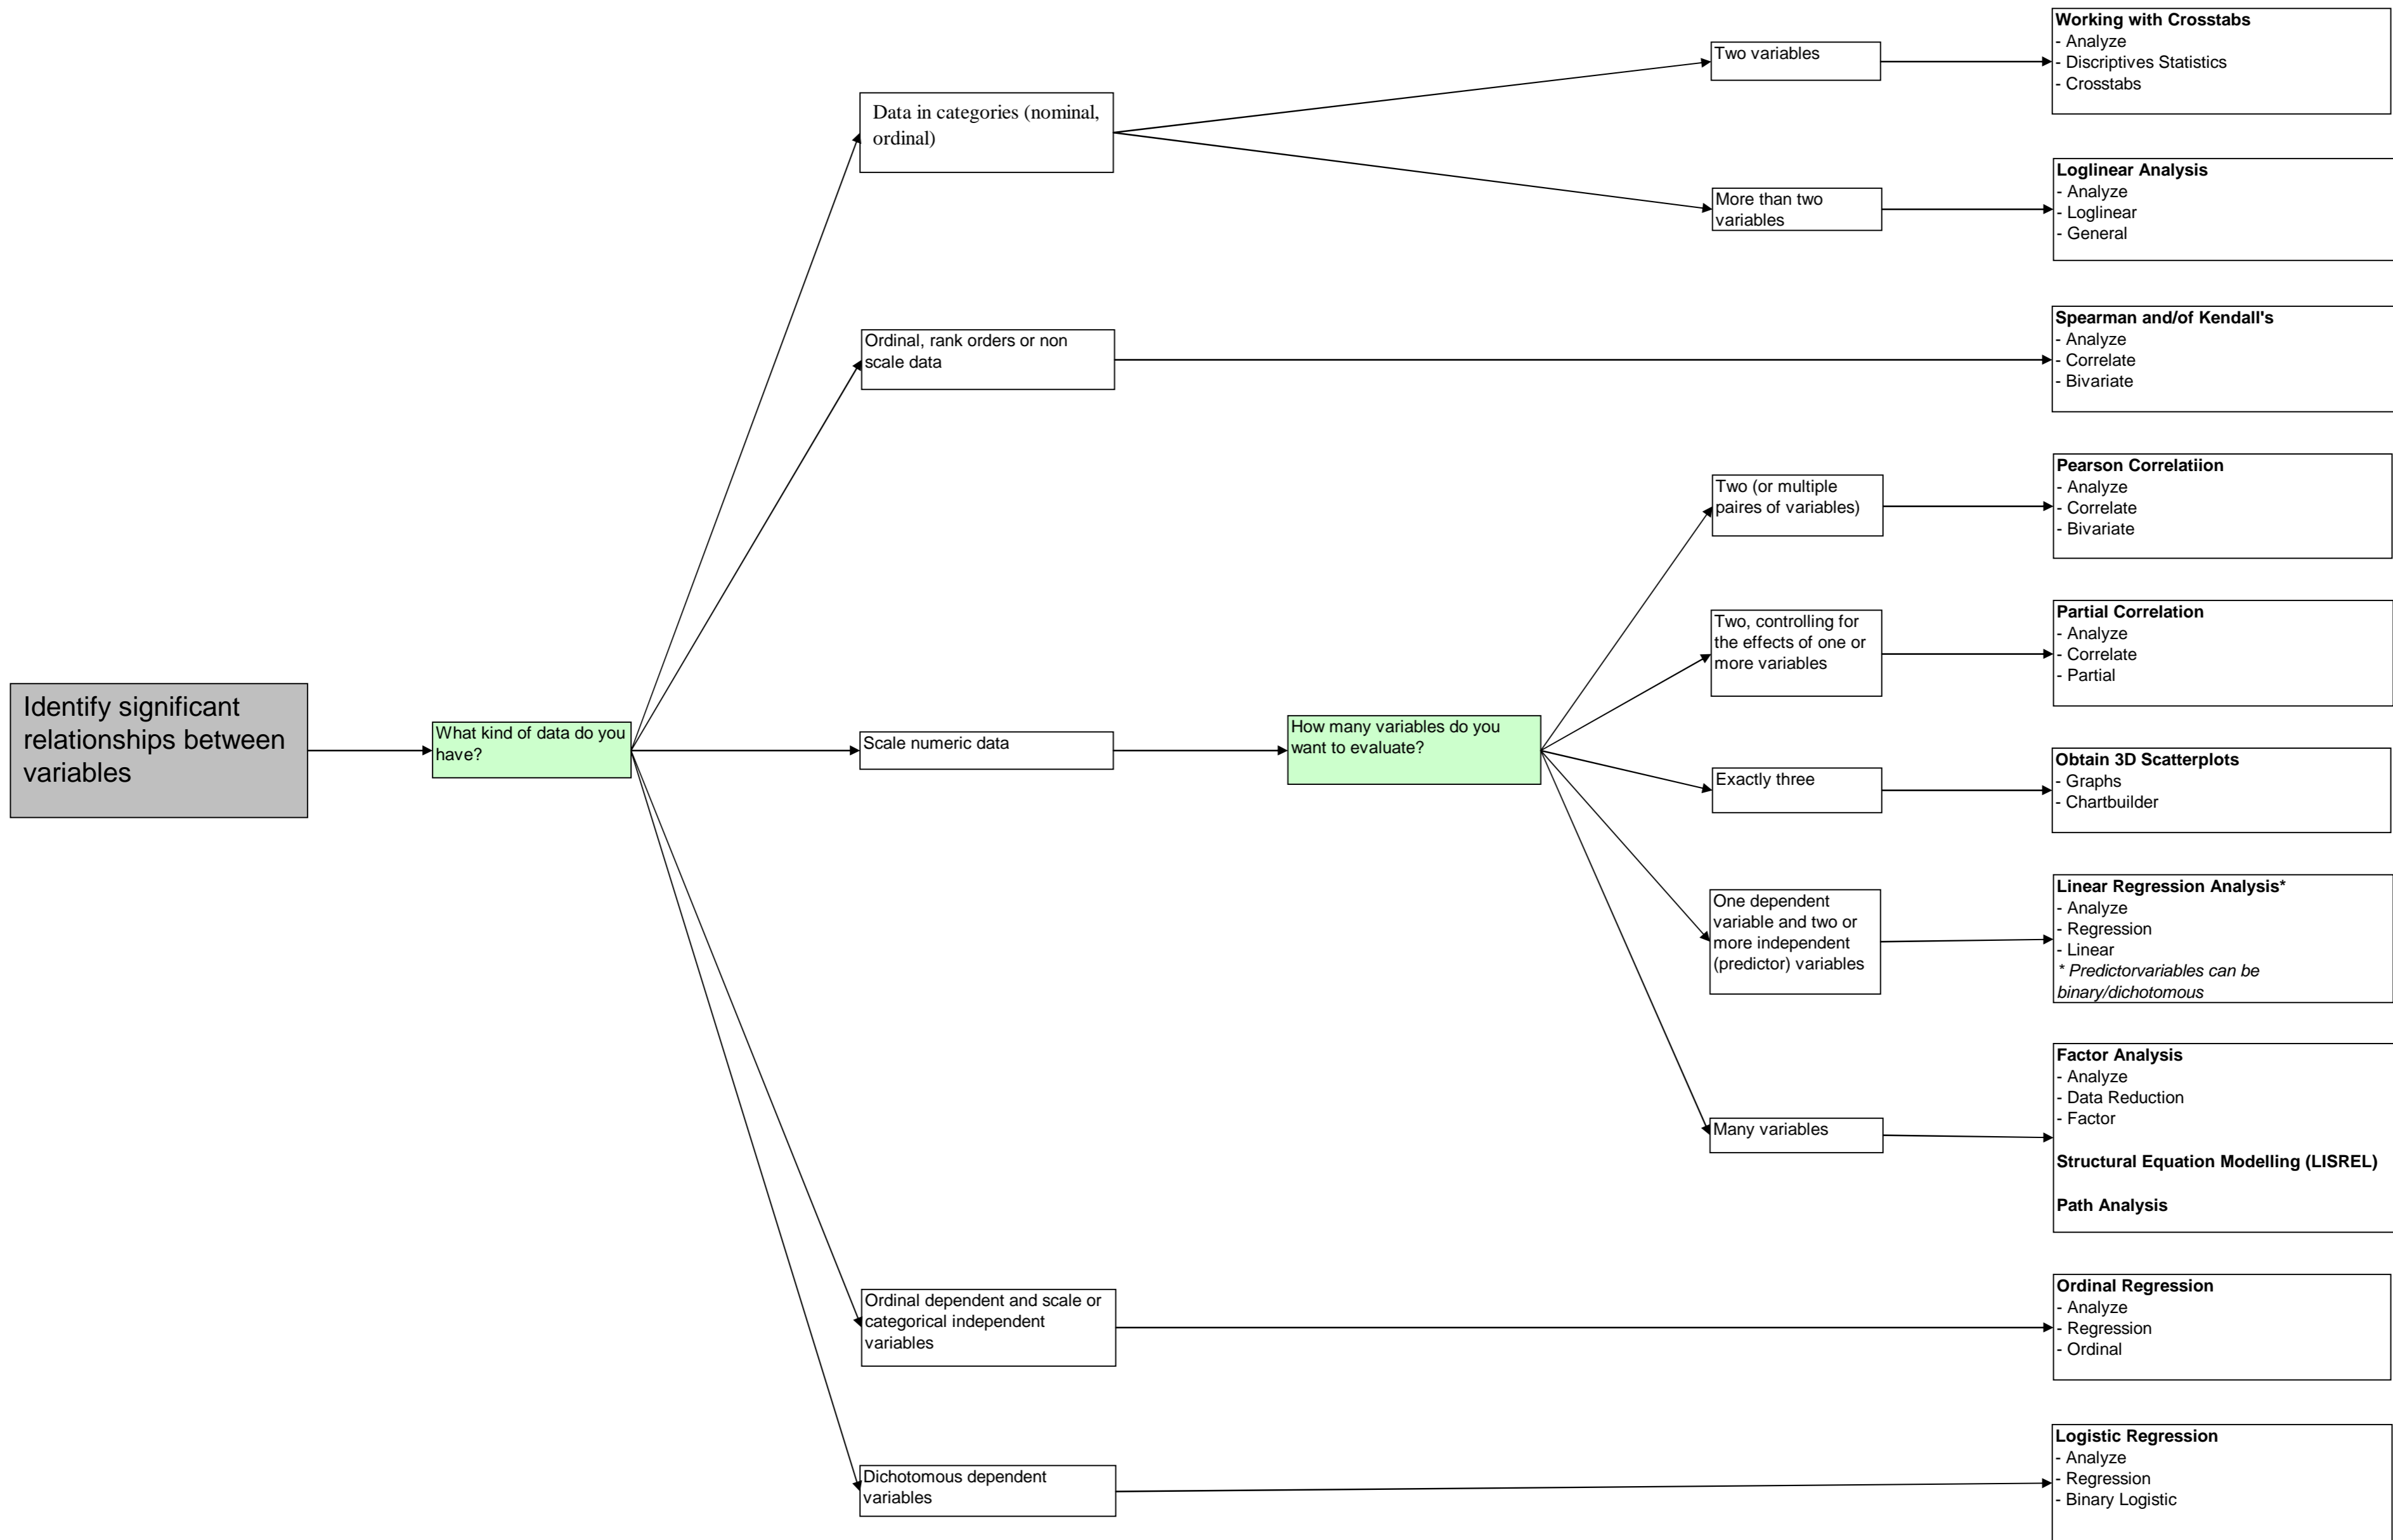 Identify significant
relationships between
variables
What kind of data do you
have?
Data in categories (nominal,
ordinal)
Two variables
Working with Crosstabs
- Analyze
- Discriptives Statistics
- Crosstabs
More than two
variables
Loglinear Analysis
- Analyze
- Loglinear
- General
Ordinal, rank orders or non
scale data
Spearman and/of Kendall's
- Analyze
- Correlate
- Bivariate
Scale numeric data
How many variables do you
want to evaluate?
Two (or multiple
paires of variables)
Pearson Correlatiion
- Analyze
- Correlate
- Bivariate
Two, controlling for
the effects of one or
more variables
Partial Correlation
- Analyze
- Correlate
- Partial
Exactly three
Obtain 3D Scatterplots
- Graphs
- Chartbuilder
One dependent
variable and two or
more independent
(predictor) variables
Linear Regression Analysis*
- Analyze
- Regression
- Linear
* Predictorvariables can be
binary/dichotomous
Many variables
Factor Analysis
- Analyze
- Data Reduction
- Factor
Structural Equation Modelling (LISREL)
Path Analysis
Ordinal dependent and scale or
categorical independent
variables
Ordinal Regression
- Analyze
- Regression
- Ordinal
Dichotomous dependent
variables
Logistic Regression
- Analyze
- Regression
- Binary Logistic